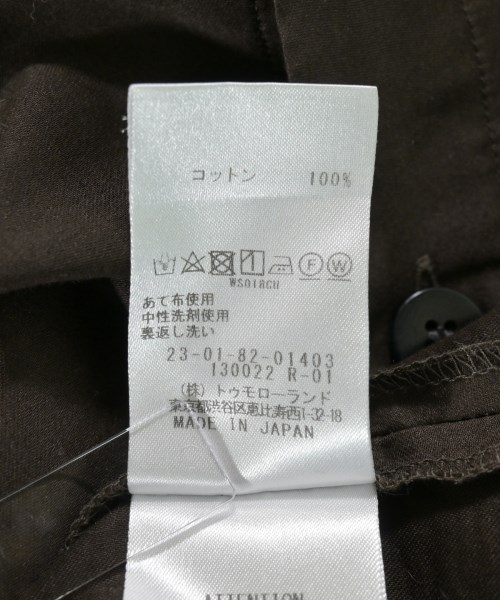 コットン 100%
F W
WS018CH
あて布使用
中性洗剤使用
裏返し洗い
23-01-82-01403
130022 R-01
(株)トゥモローランド
東京都渋谷区恵比寿西1-32-18
MADE IN JAPAN
ATTENTION